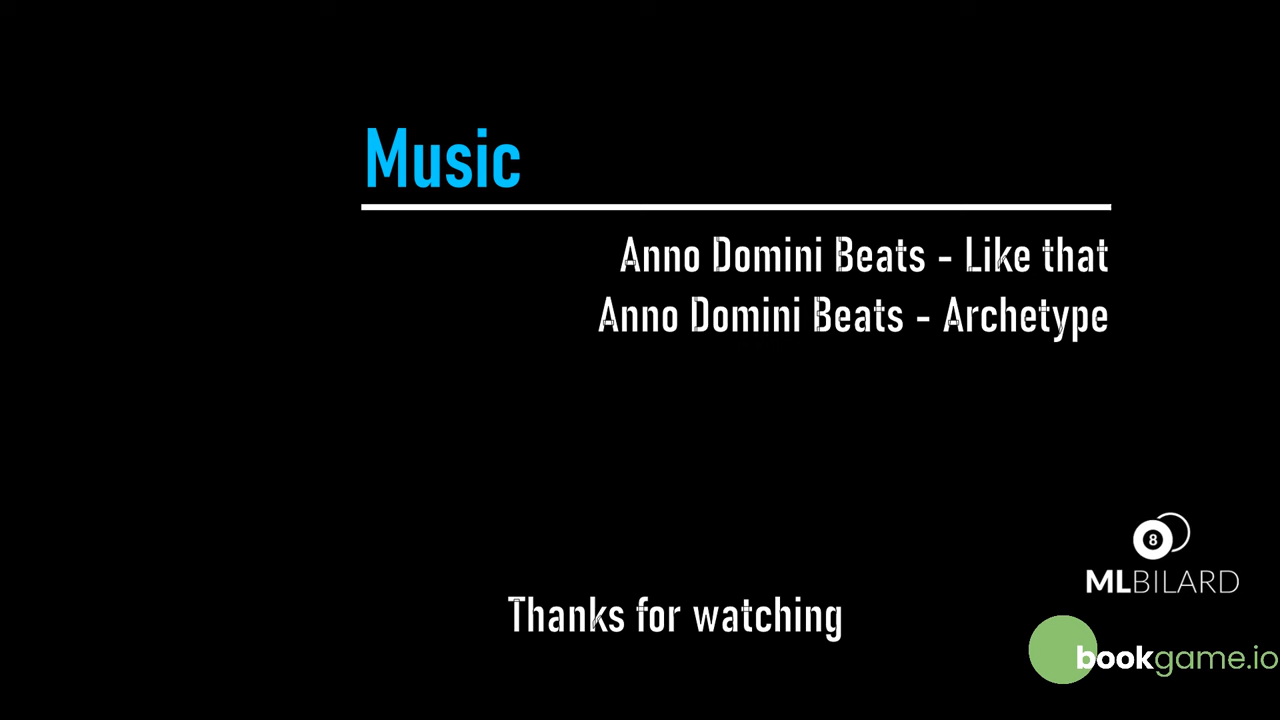 Music
Anno Domini Beats - Like that
Anno Domini Beats - Archetype
8
MLBILARD
Thanks for watching
bookgame.io